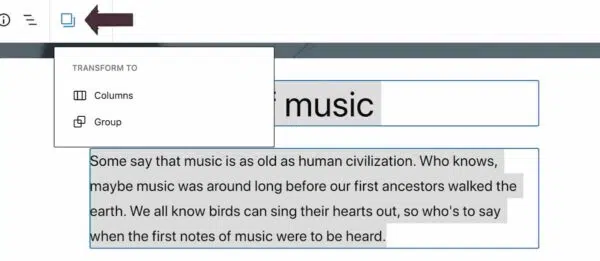 TRANSFORM TO
Columns
Group
music
Some say that music is as old as human civilization. Who knows,
maybe music was around long before our first ancestors walked the
earth. We all know birds can sing their hearts out, so who's to say
when the first notes of music were to be heard.